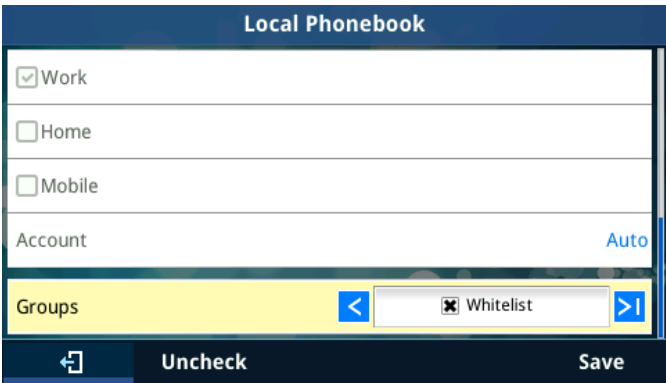 Local Phonebook
Work
Home
Mobile
Account Auto
Groups Whitelist
Uncheck Save